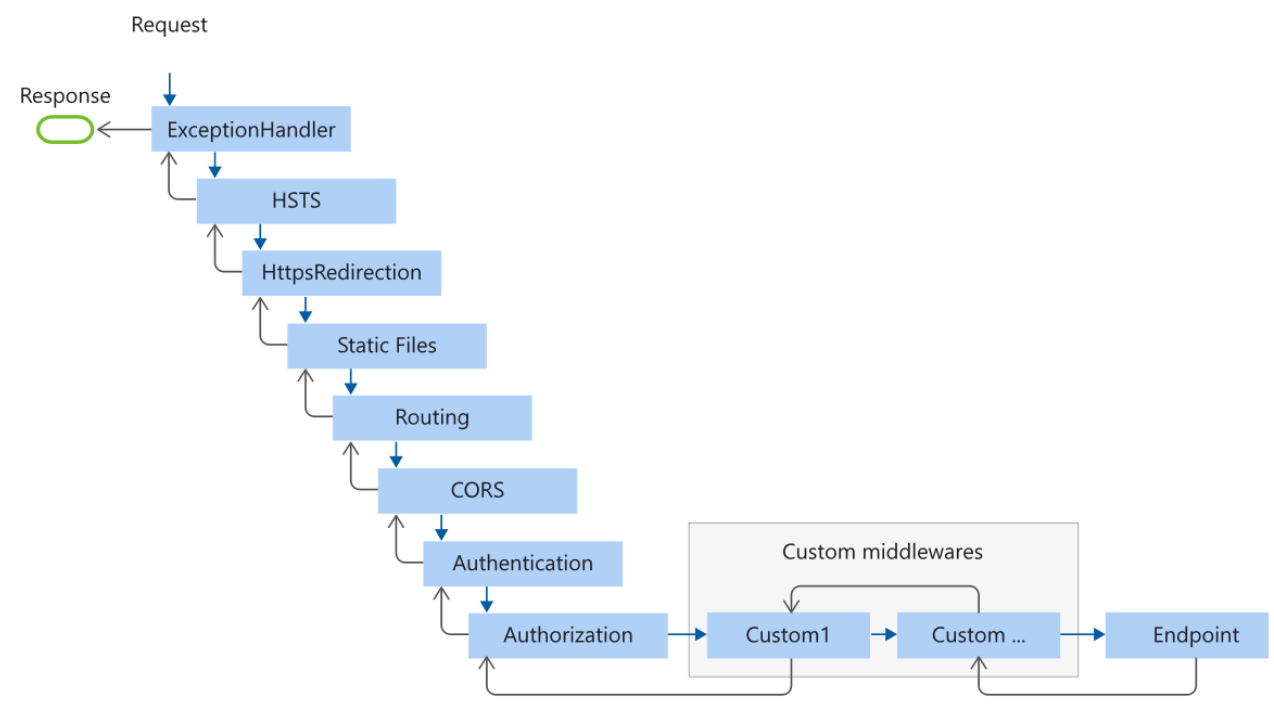 Request
Response
ExceptionHandler
HSTS
HttpsRedirection
Static Files
Routing
CORS
Authentication
Custom middlewares
Authorization
Custom1
Custom ...
Endpoint